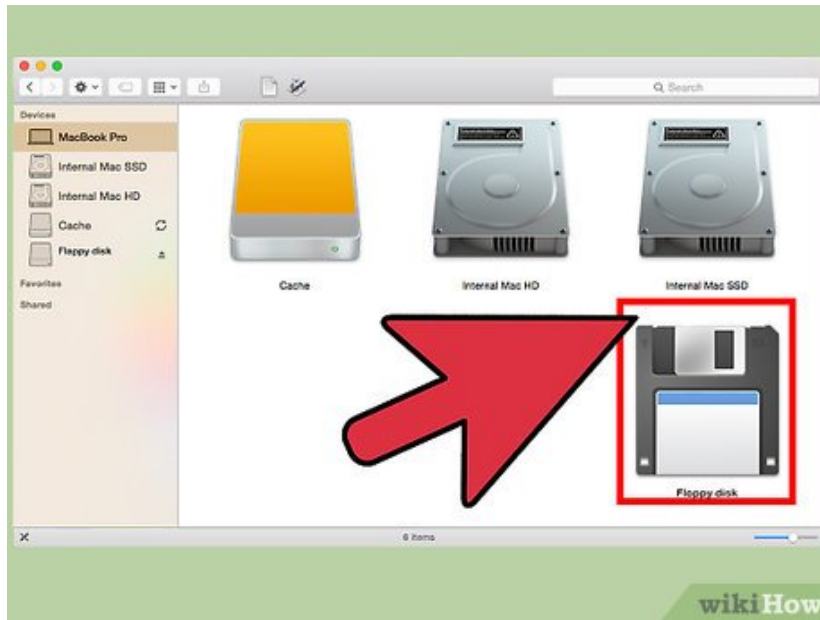 Search
Devices
MacBook Pro
Internal Mac SSD
Internal Mac HD
Cache
Floppy disk
Favorites
Shared
Cache
Internal Mac HD
Internal Mac SSD
Floppy disk
6 items
wikiHow